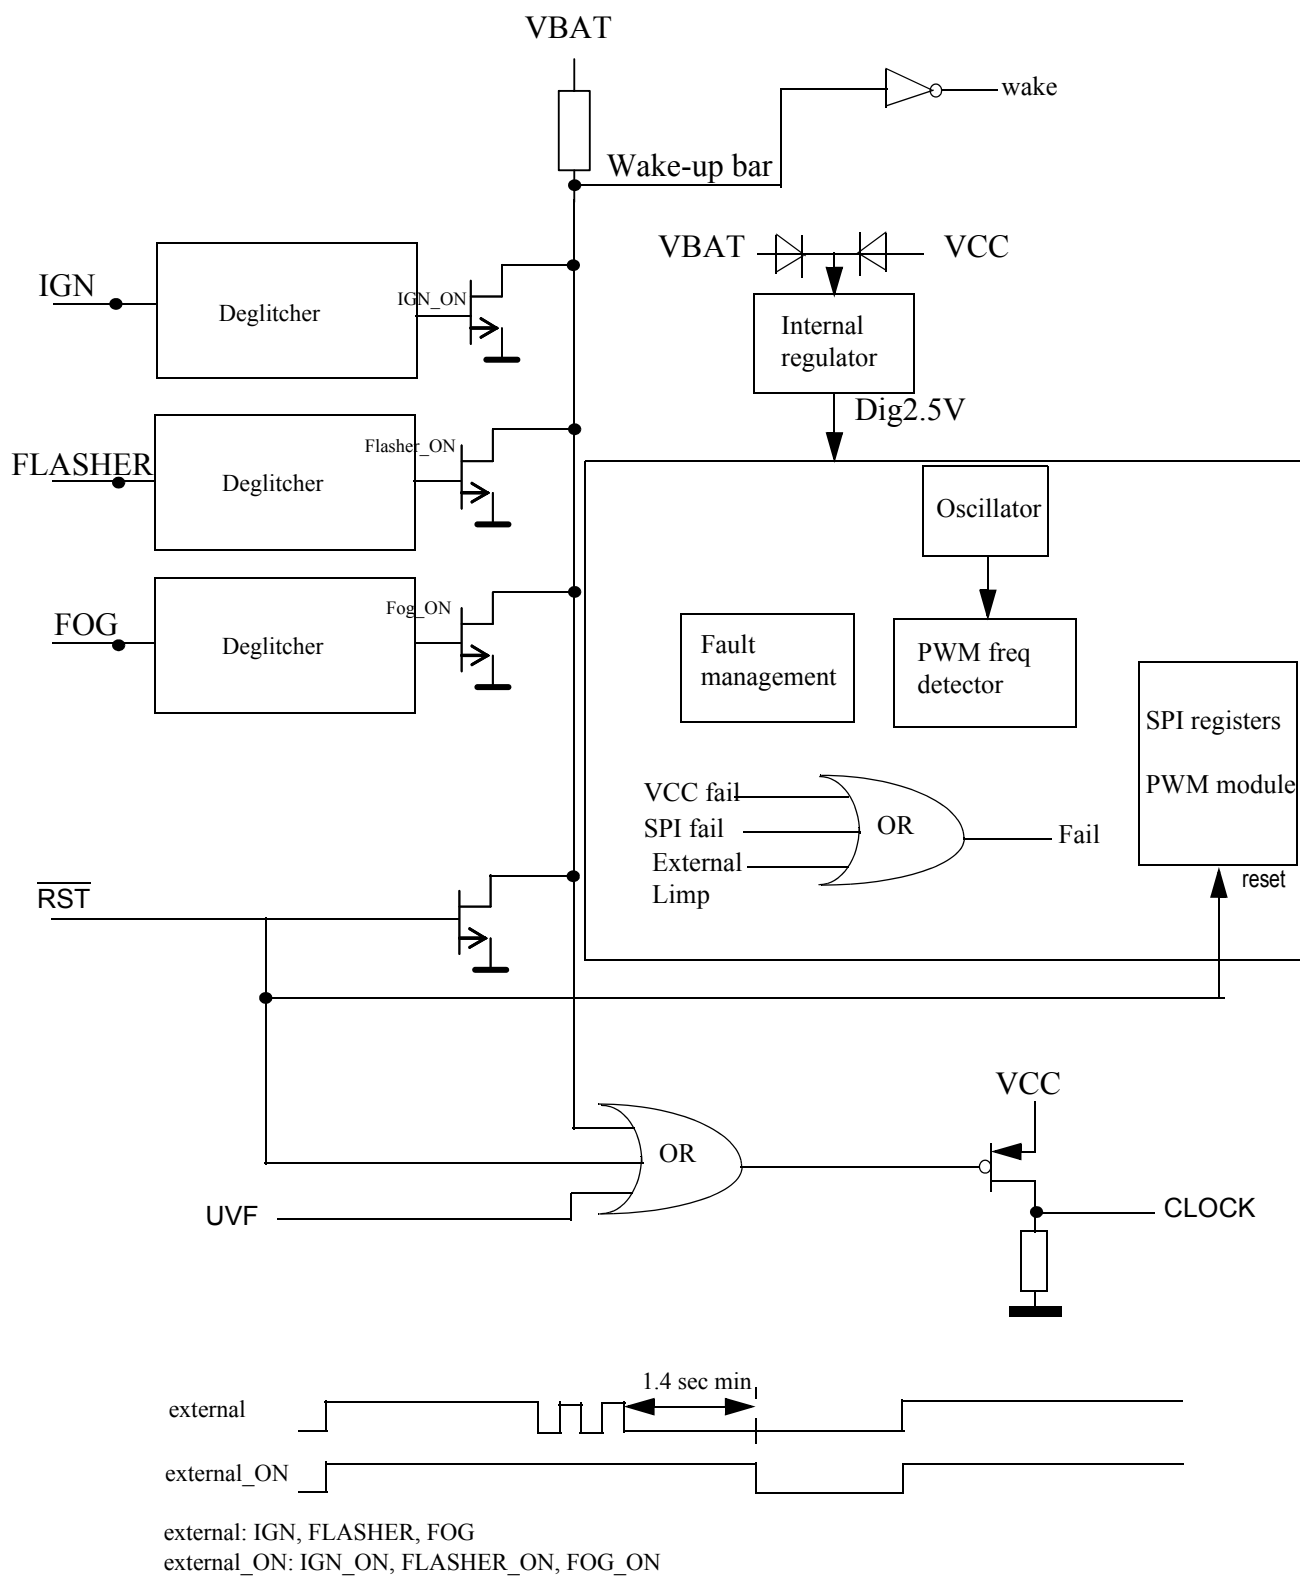 VBAT
wake
Wake-up bar
VBAT
VCC
IGN
Deglitcher
IGN_ON
Internal
regulator
Dig2.5V
FLASHER
Deglitcher
Flasher_ON
Oscillator
FOG
Deglitcher
Fog_ON
Fault
management
PWM freq
detector
SPI registers
PWM module
VCC fail
SPI fail
External
Limp
OR
Fail
reset
RST
VCC
OR
UVF
CLOCK
1.4 sec min
external
external_ON
external: IGN, FLASHER, FOG
external_ON: IGN_ON, FLASHER_ON, FOG_ON